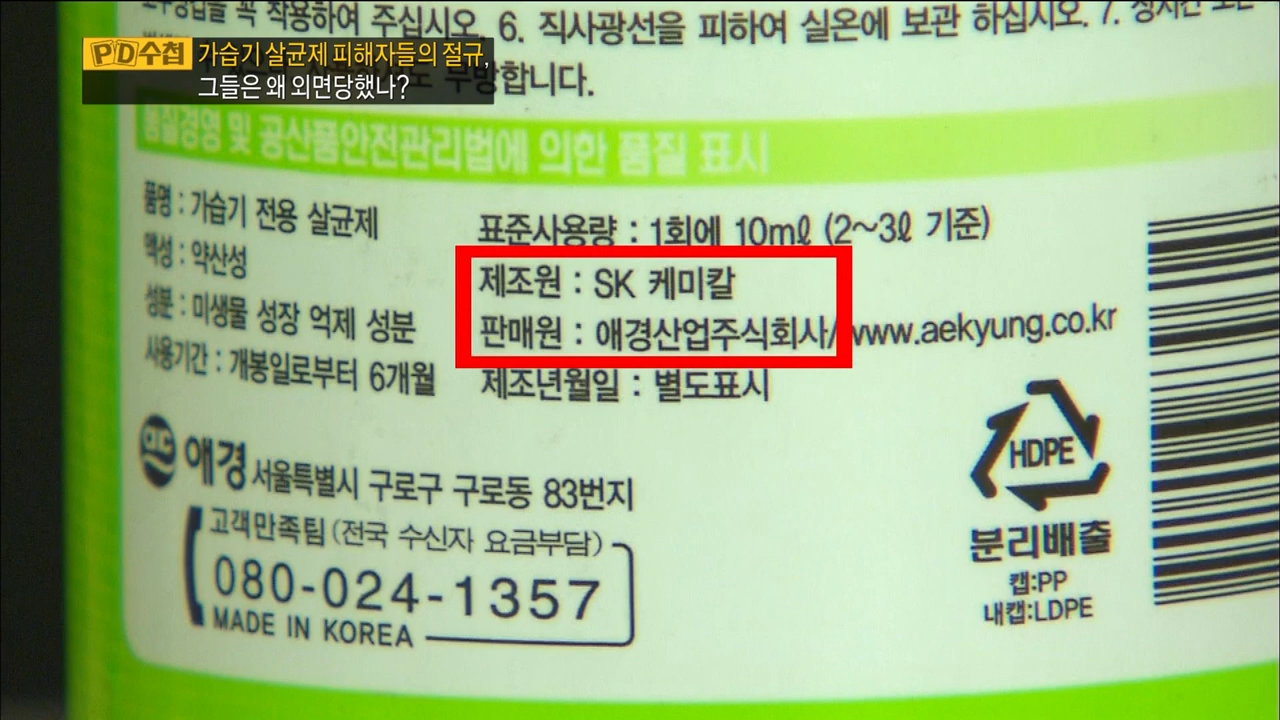 착용하여 주십시오. 6. 직사광선을 피하여 실온에 보관 하십시오. 7.
PD수첩 가습기 살균제 피해자들의 절규,
그들은 왜 외면당했나?
무방합니다.
품질경영 및 공산품안전관리법에 의한 품질 표시
품명 : 가습기 전용 살균제
액성 : 약산성
성분 : 미생물 성장 억제 성분
사용기간 : 개봉일로부터 6개월
표준사용량 : 1회에 10mℓ (2~3ℓ 기준)
제조원 : SK 케미칼
판매원 : 애경산업주식회사/www.aekyung.co.kr
제조년월일 : 별도표시
애경 서울특별시 구로구 구로동 83번지
고객만족팀 (전국 수신자 요금부담)
080-024-1357
MADE IN KOREA
HDPE
분리배출
캡:PP
내캡:LDPE